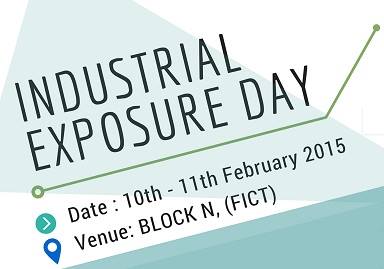 INDUSTRIAL
EXPOSURE DAY
Date : 10th - 11th February 2015
Venue: BLOCK N, (FICT)